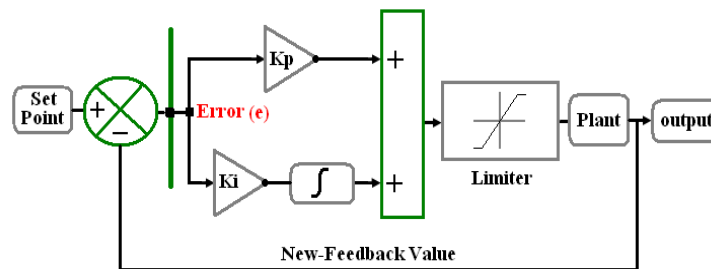 Set
Point
+
−
Error (e)
Kp
Ki
∫
+
+
Limiter
Plant
output
New-Feedback Value